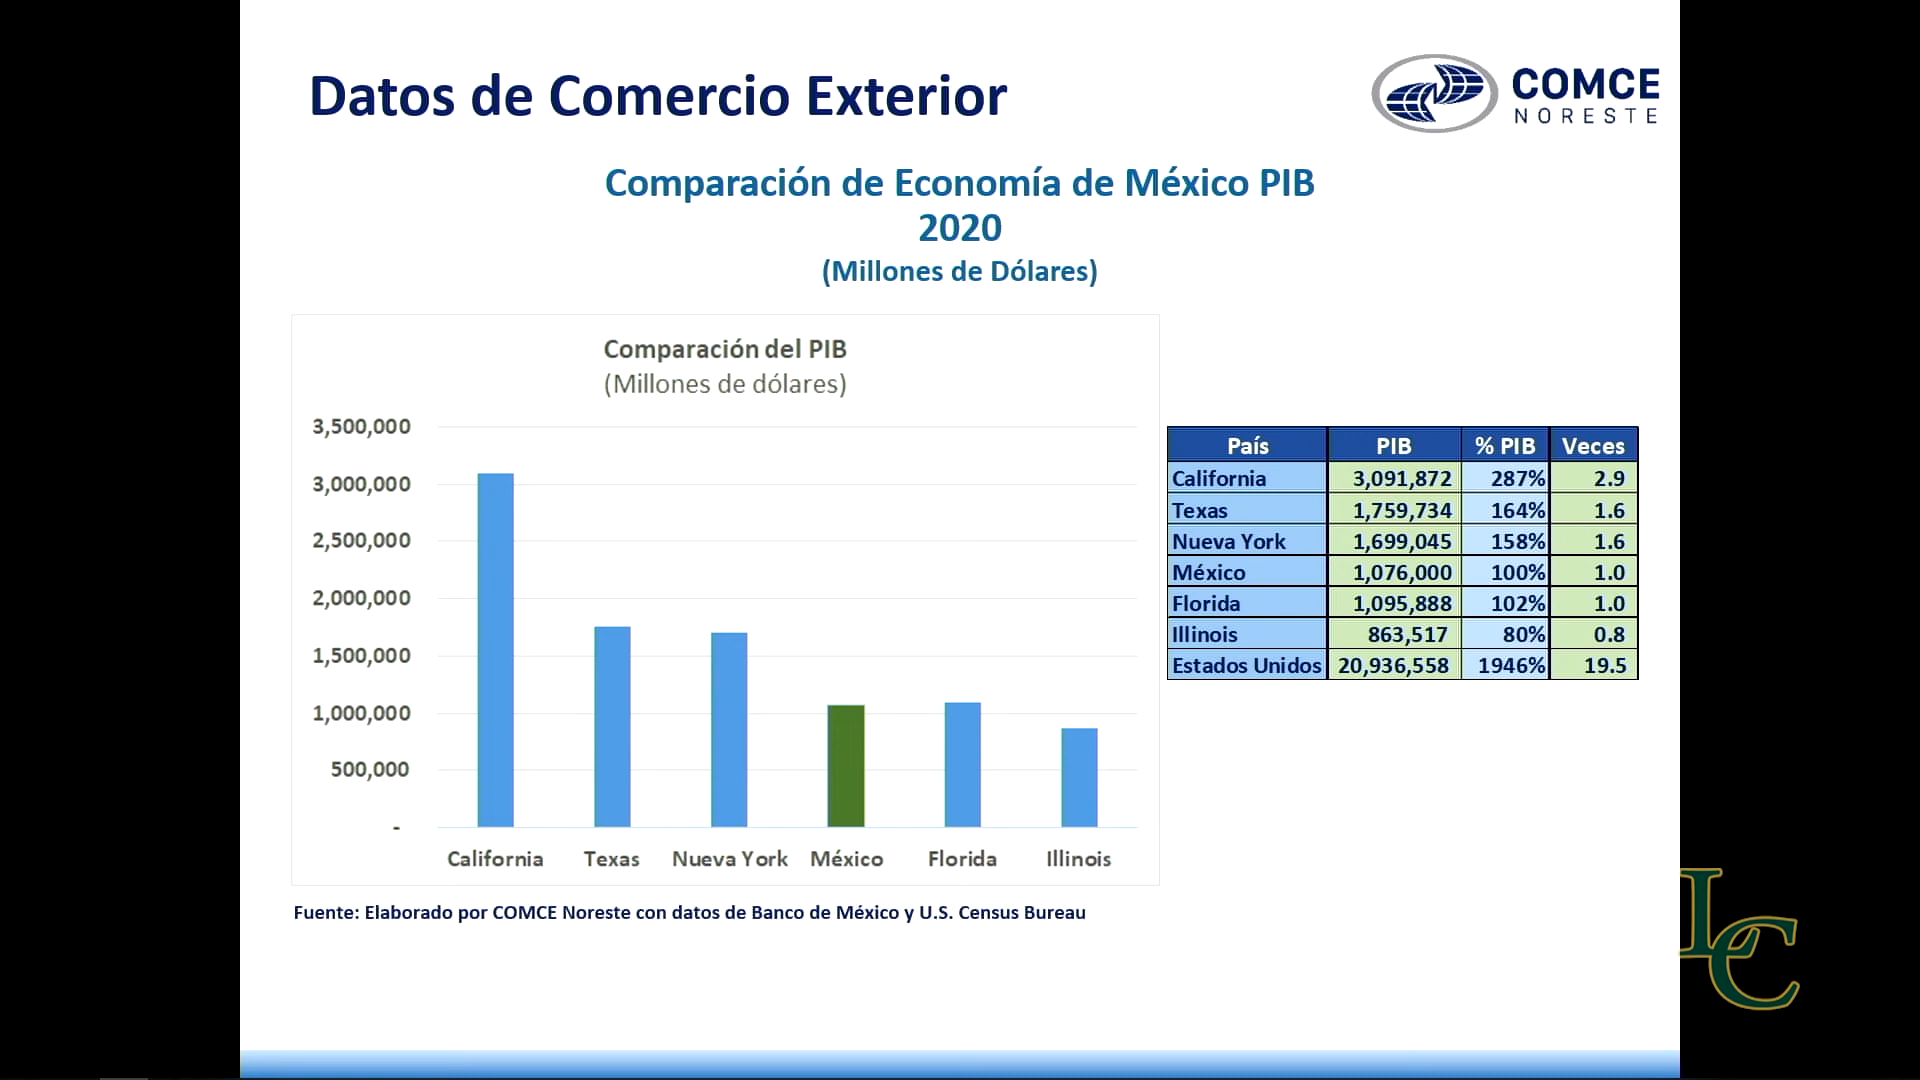 Datos de Comercio Exterior
COMCE
NORESTE
Comparación de Economía de México PIB
2020
(Millones de Dólares)
Comparación del PIB
(Millones de dólares)
3,500,000
3,000,000
2,500,000
2,000,000
1,500,000
1,000,000
500,000
-
California Texas Nueva York México Florida Illinois
País PIB % PIB Veces
California 3,091,872 287% 2.9
Texas 1,759,734 164% 1.6
Nueva York 1,699,045 158% 1.6
México 1,076,000 100% 1.0
Florida 1,095,888 102% 1.0
Illinois 863,517 80% 0.8
Estados Unidos 20,936,558 1946% 19.5
Fuente: Elaborado por COMCE Noreste con datos de Banco de México y U.S. Census Bureau
LC